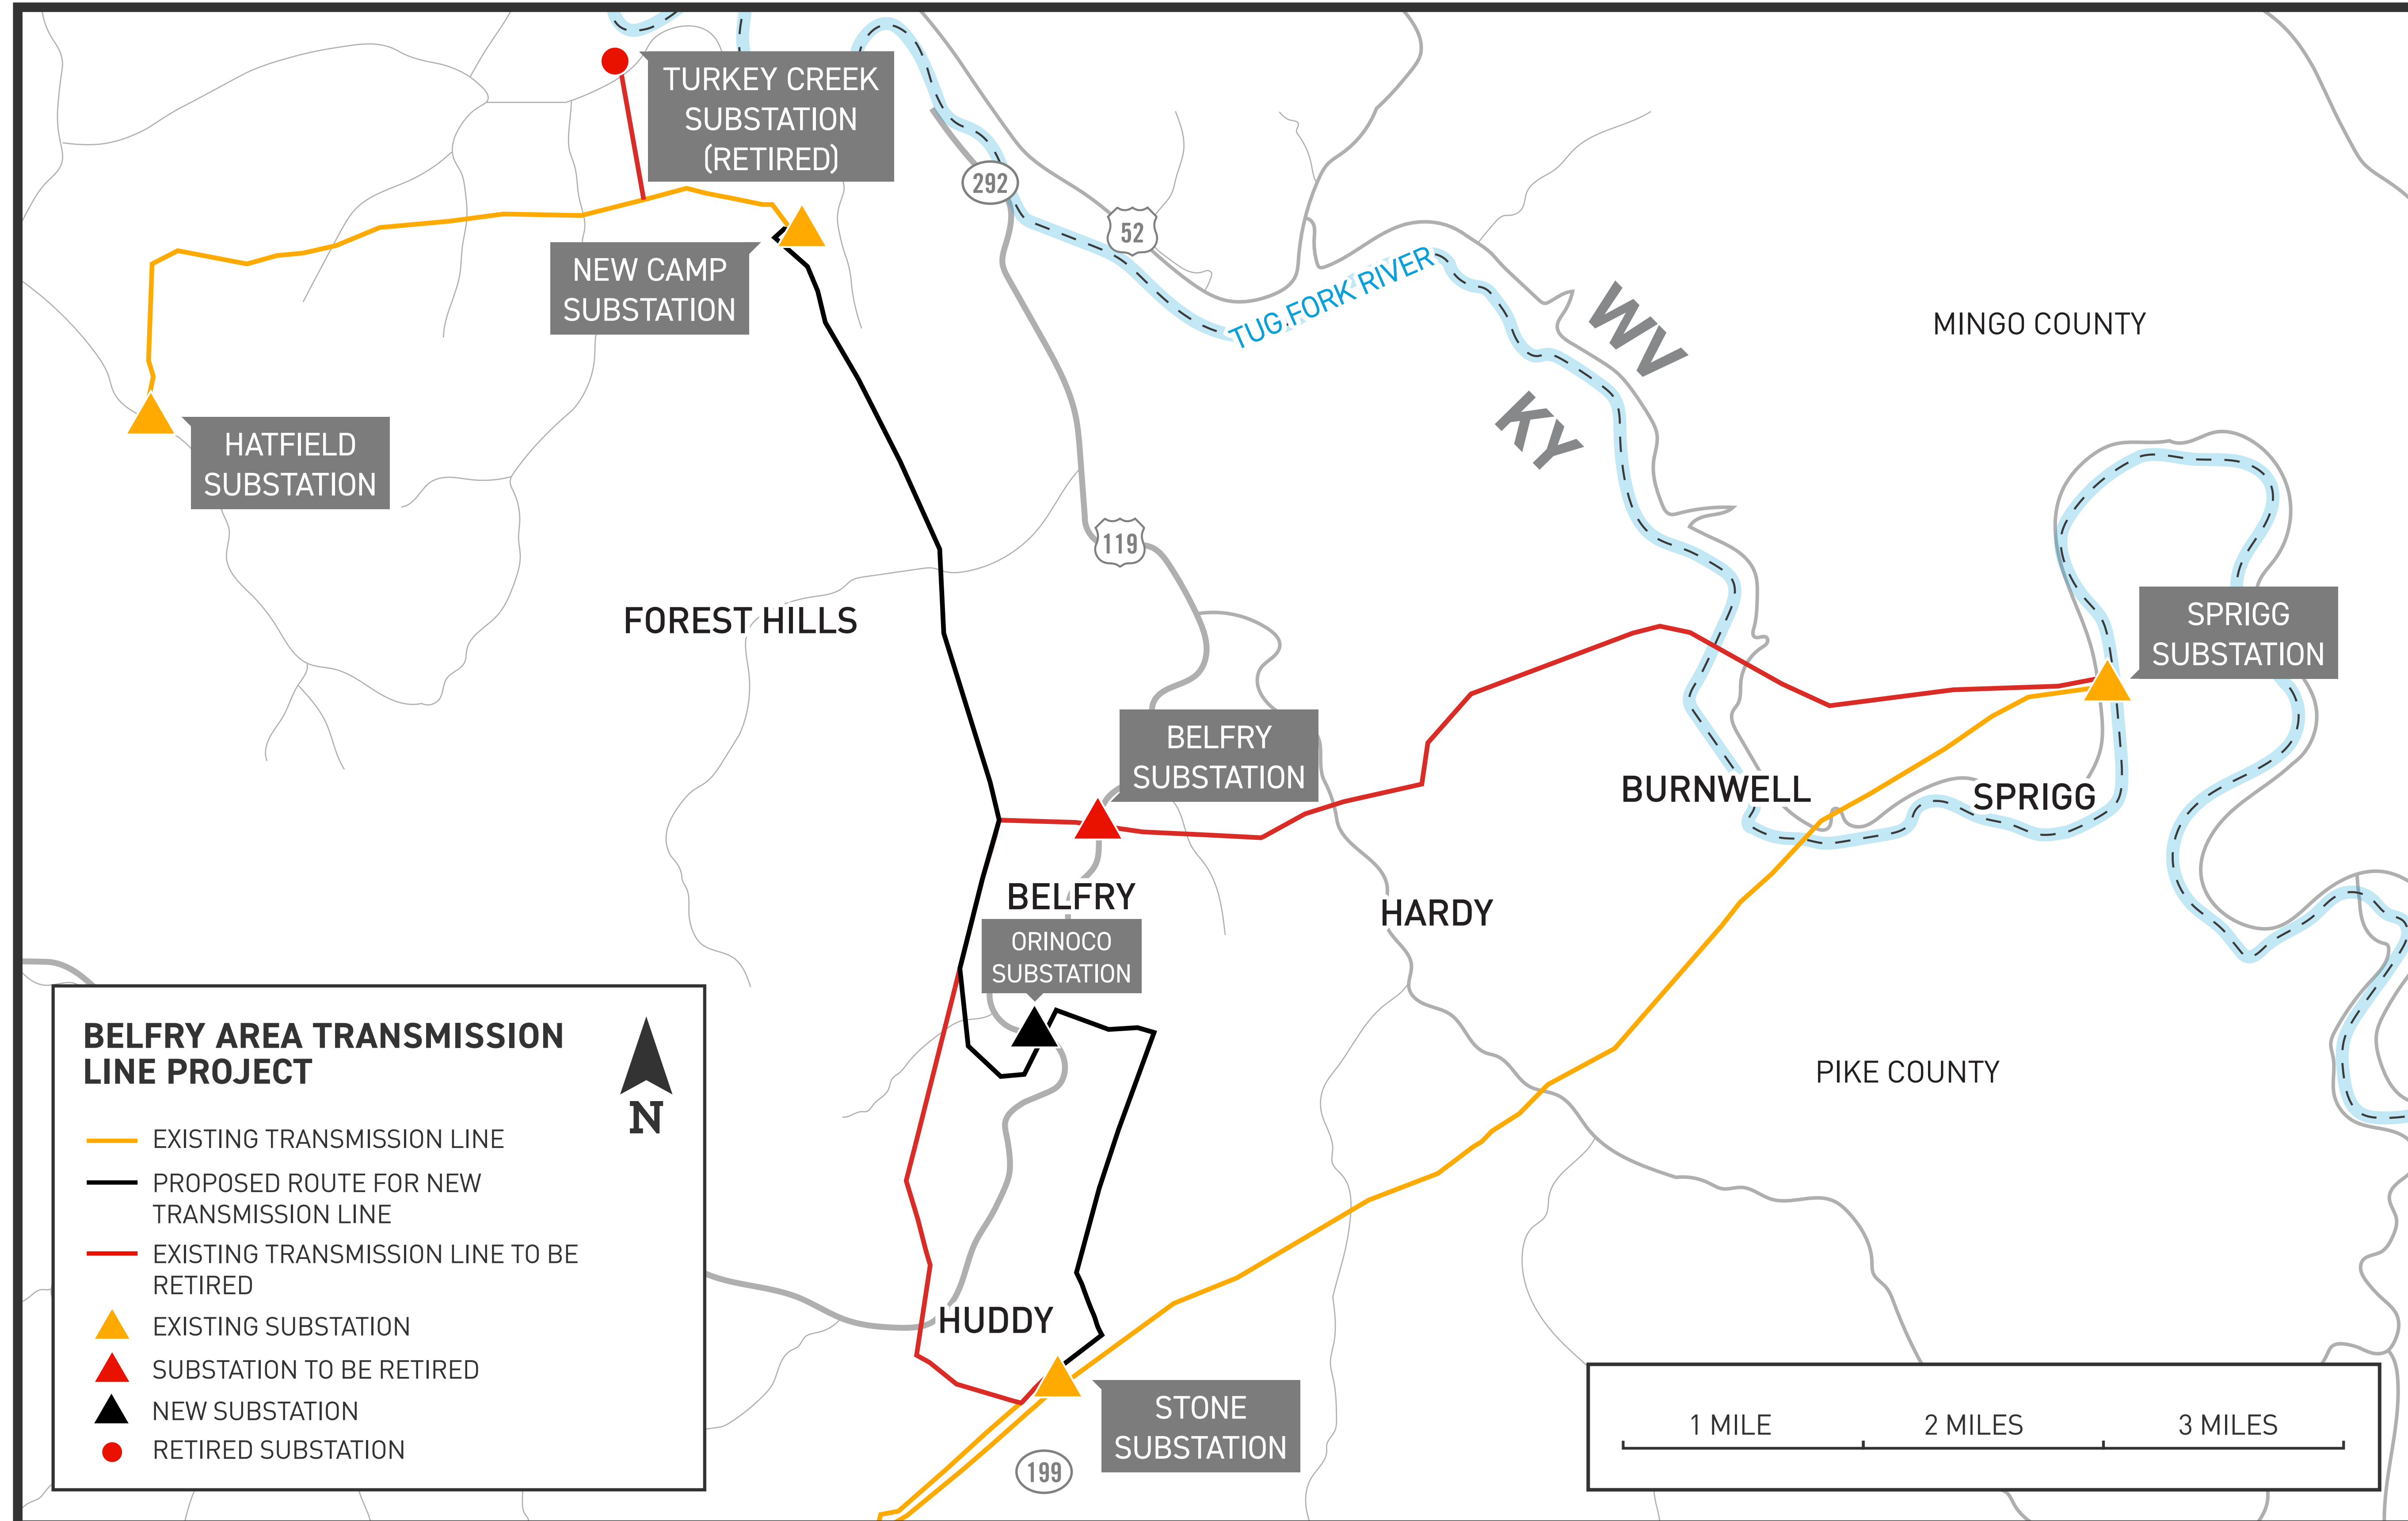 TURKEY CREEK
SUBSTATION
(RETIRED)
292
52
NEW CAMP
SUBSTATION
TUG FORK RIVER
WV
KY
MINGO COUNTY
HATFIELD
SUBSTATION
119
FOREST HILLS
SPRIGG
SUBSTATION
BELFRY
SUBSTATION
BURNWELL
SPRIGG
BELFRY
HARDY
ORINOCO
SUBSTATION
PIKE COUNTY
HUDDY
STONE
SUBSTATION
199
BELFRY AREA TRANSMISSION
LINE PROJECT
N
EXISTING TRANSMISSION LINE
PROPOSED ROUTE FOR NEW
TRANSMISSION LINE
EXISTING TRANSMISSION LINE TO BE
RETIRED
EXISTING SUBSTATION
SUBSTATION TO BE RETIRED
NEW SUBSTATION
RETIRED SUBSTATION
1 MILE 2 MILES 3 MILES